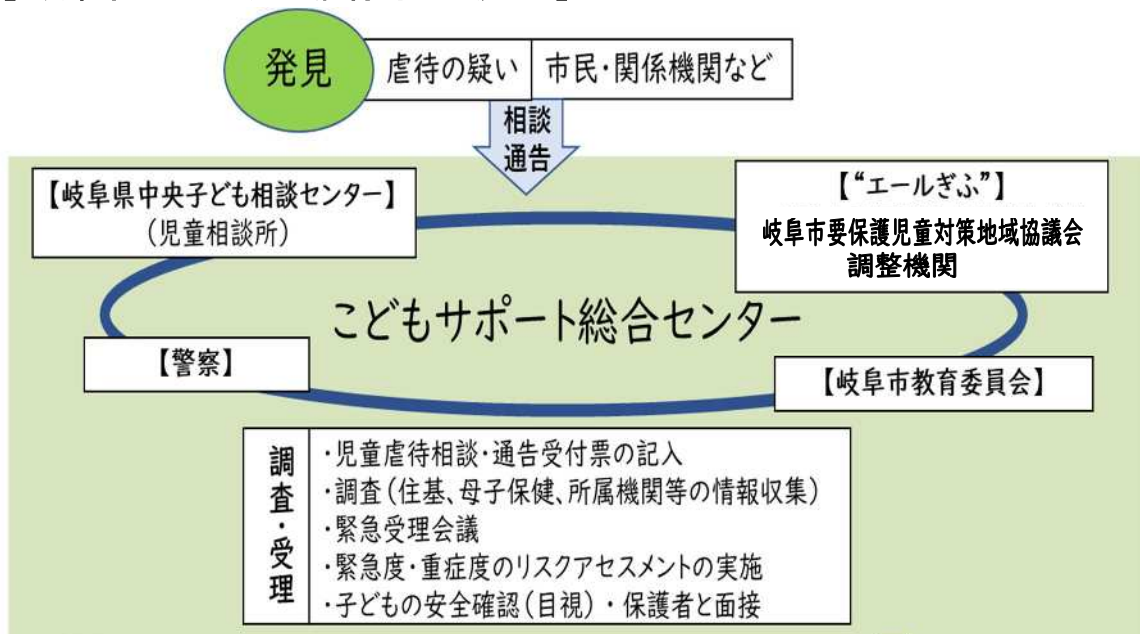 発見
虐待の疑い
市民・関係機関など
相談
通告
【岐阜県中央子ども相談センター】
（児童相談所）
【“エールぎふ”】
岐阜市要保護児童対策地域協議会
調整機関
こどもサポート総合センター
【警察】
【岐阜市教育委員会】
調査・受理
・児童虐待相談・通告受付票の記入
・調査（住基、母子保健、所属機関等の情報収集）
・緊急受理会議
・緊急度・重症度のリスクアセスメントの実施
・子どもの安全確認（目視）・保護者と面接